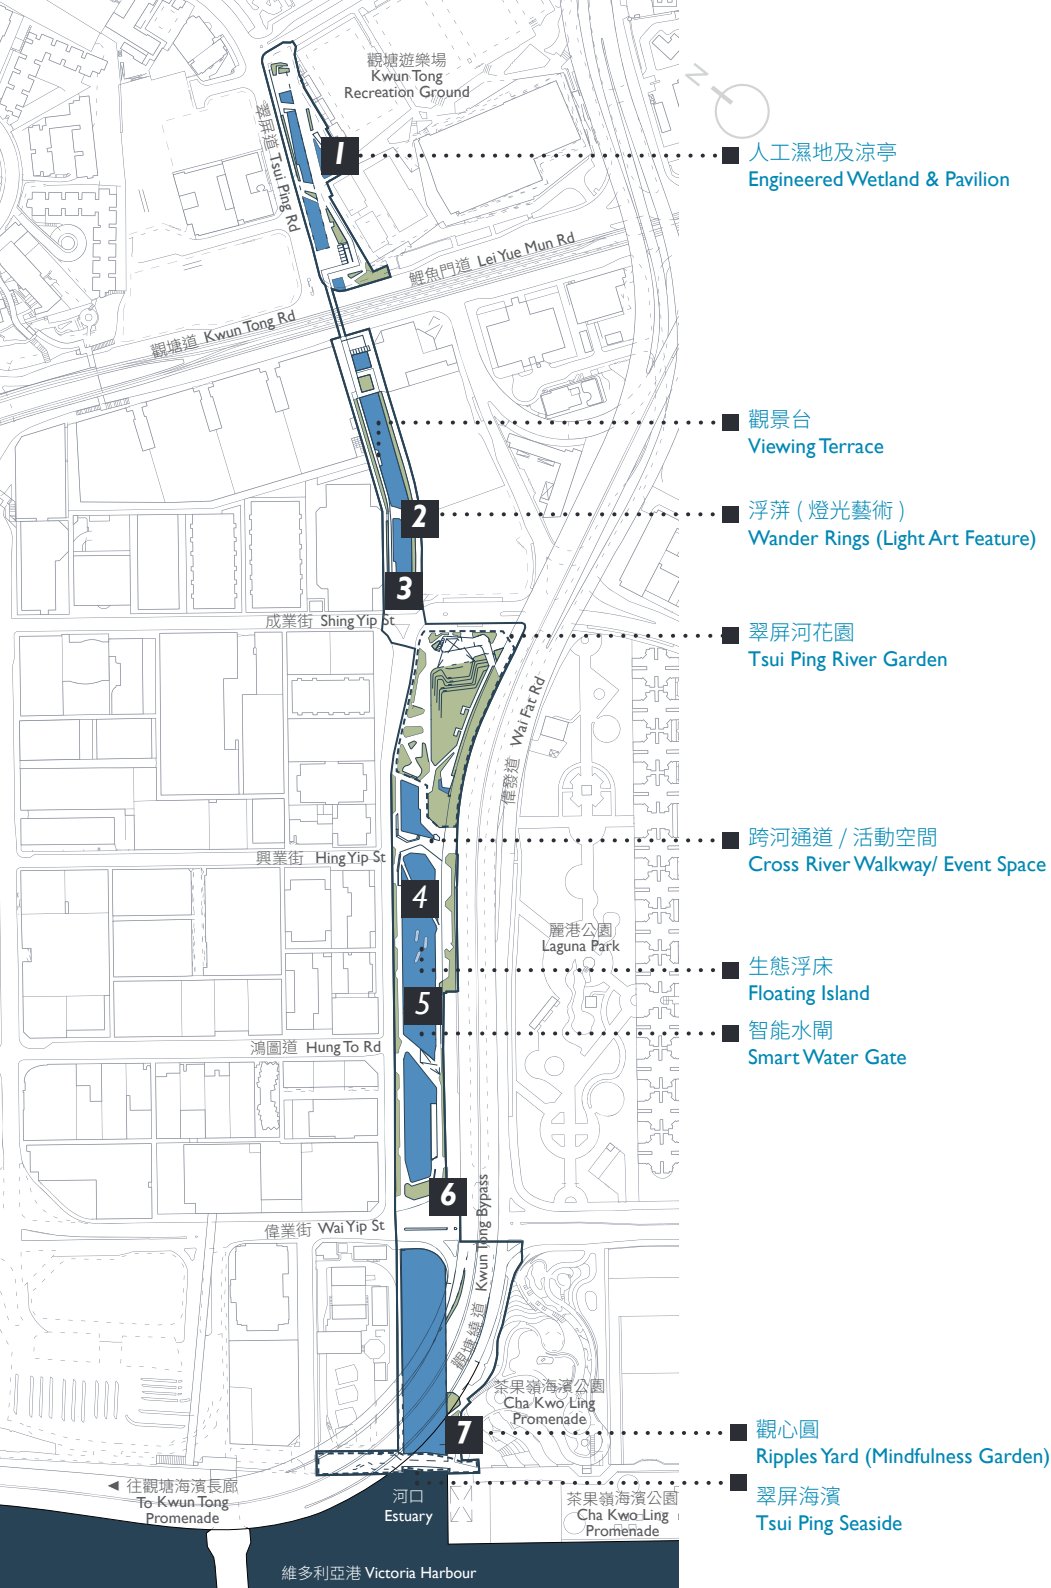 觀塘遊樂場
Kwun Tong
Recreation Ground
N
翠屏道 Tsui Ping Rd
1
人工濕地及涼亭
Engineered Wetland & Pavilion
鯉魚門道 Lei Yue Mun Rd
觀塘道 Kwun Tong Rd
觀景台
Viewing Terrace
2
浮蓱 ( 燈光藝術 )
Wander Rings (Light Art Feature)
3
成業街 Shing Yip St
翠屏河花園
Tsui Ping River Garden
偉發道 Wai Fat Rd
跨河通道 / 活動空間
Cross River Walkway/ Event Space
興業街 Hing Yip St
4
麗港公園
Laguna Park
生態浮床
Floating Island
5
智能水閘
Smart Water Gate
鴻圖道 Hung To Rd
6
偉業街 Wai Yip St
觀塘繞道 Kwun Tong Bypass
茶果嶺海濱公園
Cha Kwo Ling
Promenade
7
觀心圓
Ripples Yard (Mindfulness Garden)
◄ 往觀塘海濱長廊
To Kwun Tong
Promenade
河口
Estuary
茶果嶺海濱公園
Cha Kwo Ling
Promenade
翠屏海濱
Tsui Ping Seaside
維多利亞港 Victoria Harbour